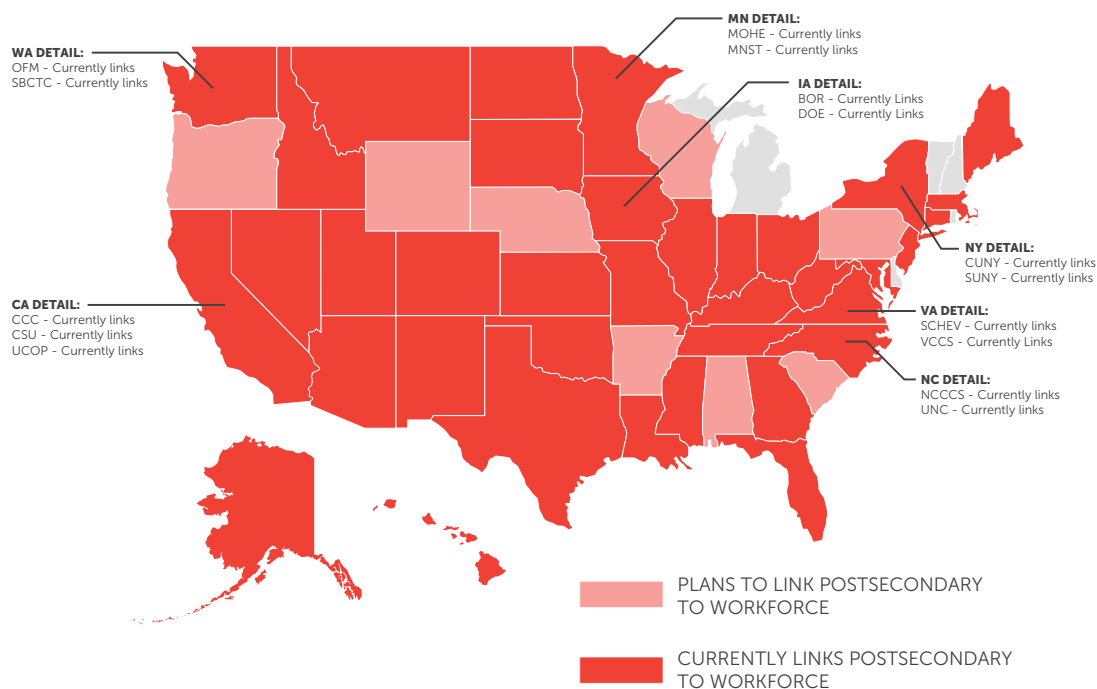 MN DETAIL:
MOHE - Currently links
MNST - Currently links
WA DETAIL:
OFM - Currently links
SBCTC - Currently links
IA DETAIL:
BOR - Currently Links
DOE - Currently Links
NY DETAIL:
CUNY - Currently links
SUNY - Currently links
CA DETAIL:
CCC - Currently links
CSU - Currently links
UCOP - Currently links
VA DETAIL:
SCHEV - Currently links
VCCS - Currently Links
NC DETAIL:
NCCCS - Currently links
UNC - Currently links
PLANS TO LINK POSTSECONDARY
TO WORKFORCE
CURRENTLY LINKS POSTSECONDARY
TO WORKFORCE